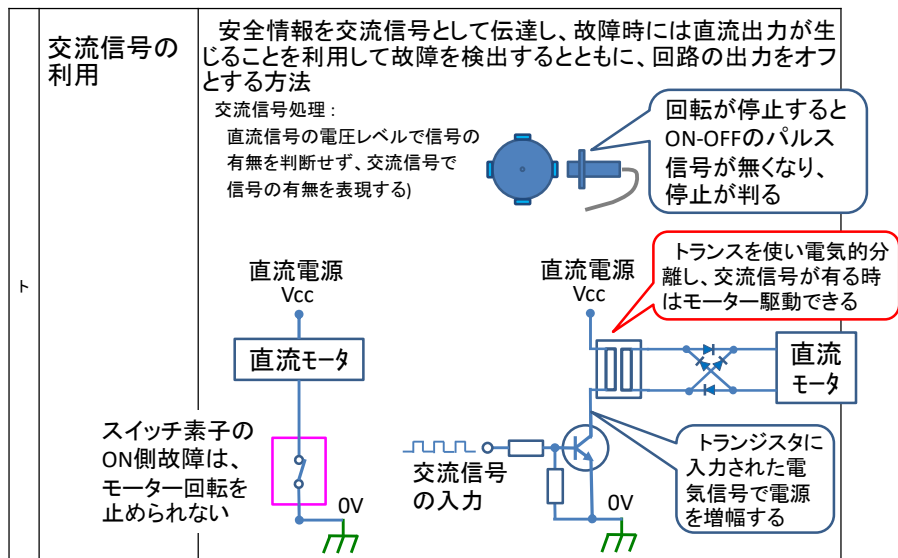 ト
交流信号の
利用
安全情報を交流信号として伝達し、故障時には直流出力が生
じることを利用して故障を検出するとともに、回路の出力をオフ
とする方法
交流信号処理：
直流信号の電圧レベルで信号の
有無を判断せず、交流信号で
信号の有無を表現する)
回転が停止すると
ON-OFFのパルス
信号が無くなり、
停止が判る
直流電源
Vcc
直流モータ
スイッチ素子の
ON側故障は、
モーター回転を
止められない
0V
直流電源
Vcc
トランスを使い電気的分
離し、交流信号が有る時
はモーター駆動できる
直流
モータ
交流信号
の入力
0V
トランジスタに
入力された電
気信号で電源
を増幅する